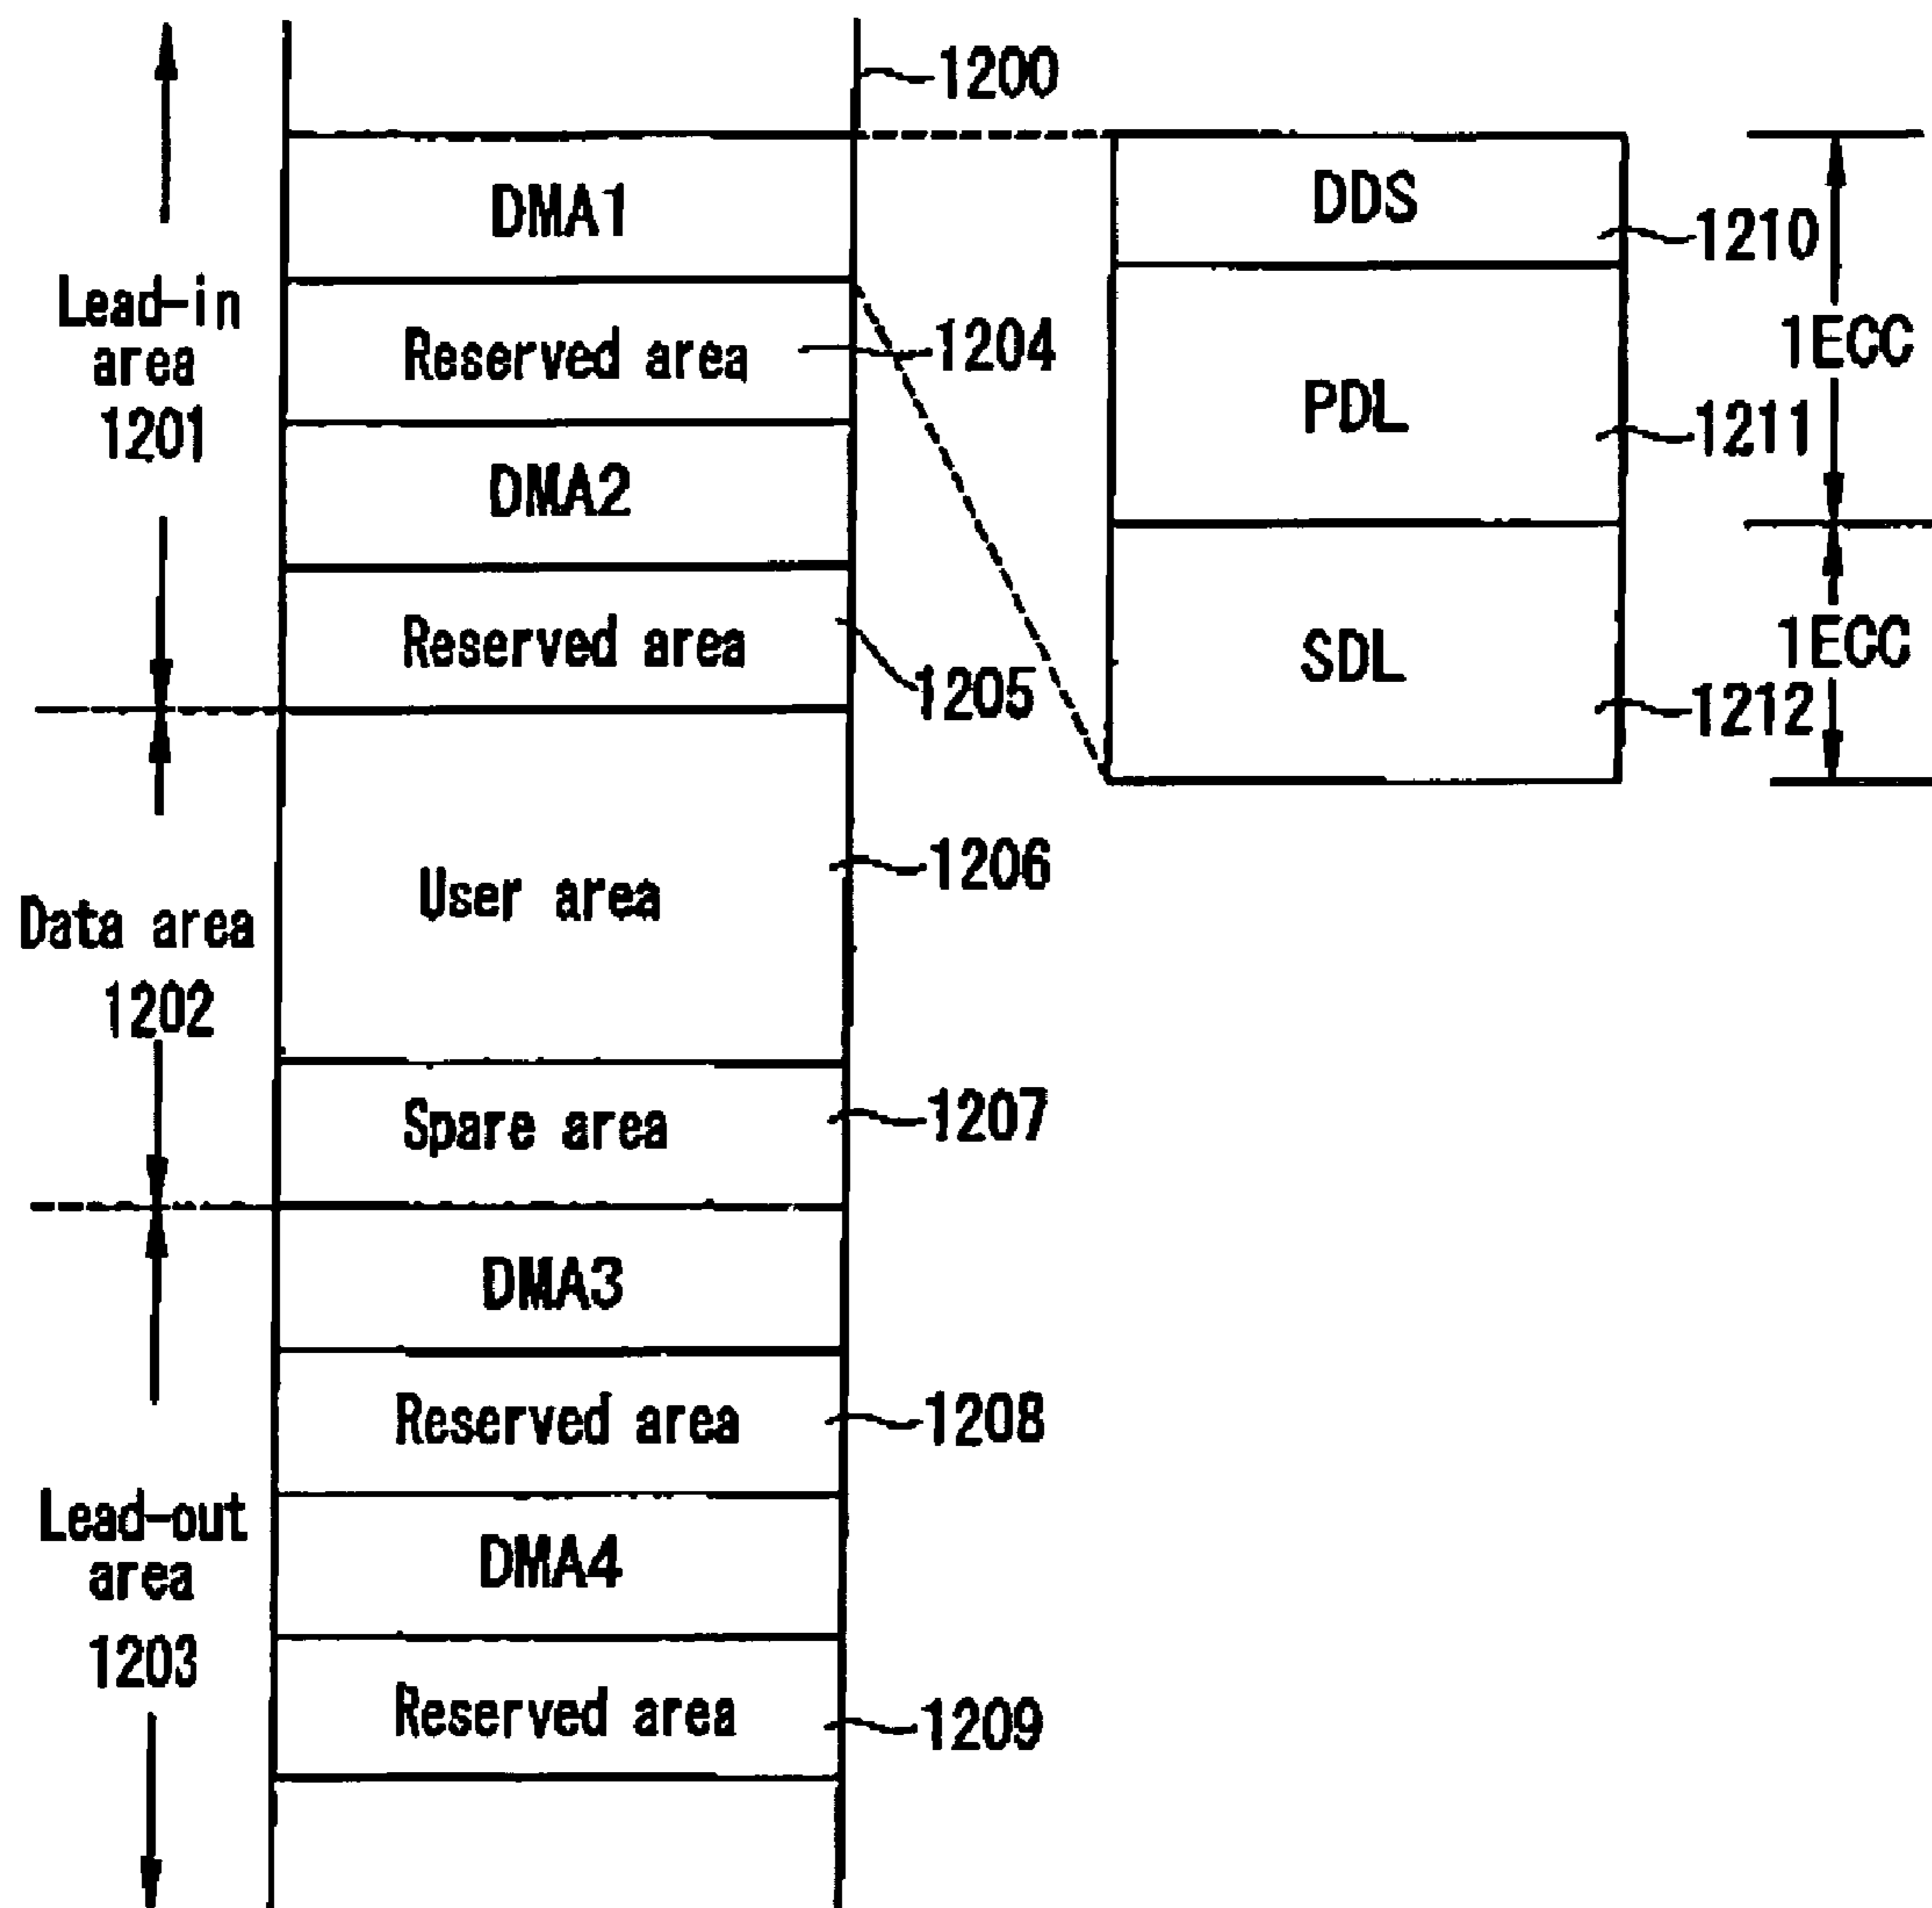 1200
DMA1
DDS
1210
Lead-in
area
1201
Reserved area
1204
1ECC
PDL
1211
DMA2
Reserved area
1205
SDL
1ECC
1212
User area
1206
Data area
1202
Spare area
1207
DMA3
Reserved area
1208
Lead-out
area
1203
DMA4
Reserved area
1209